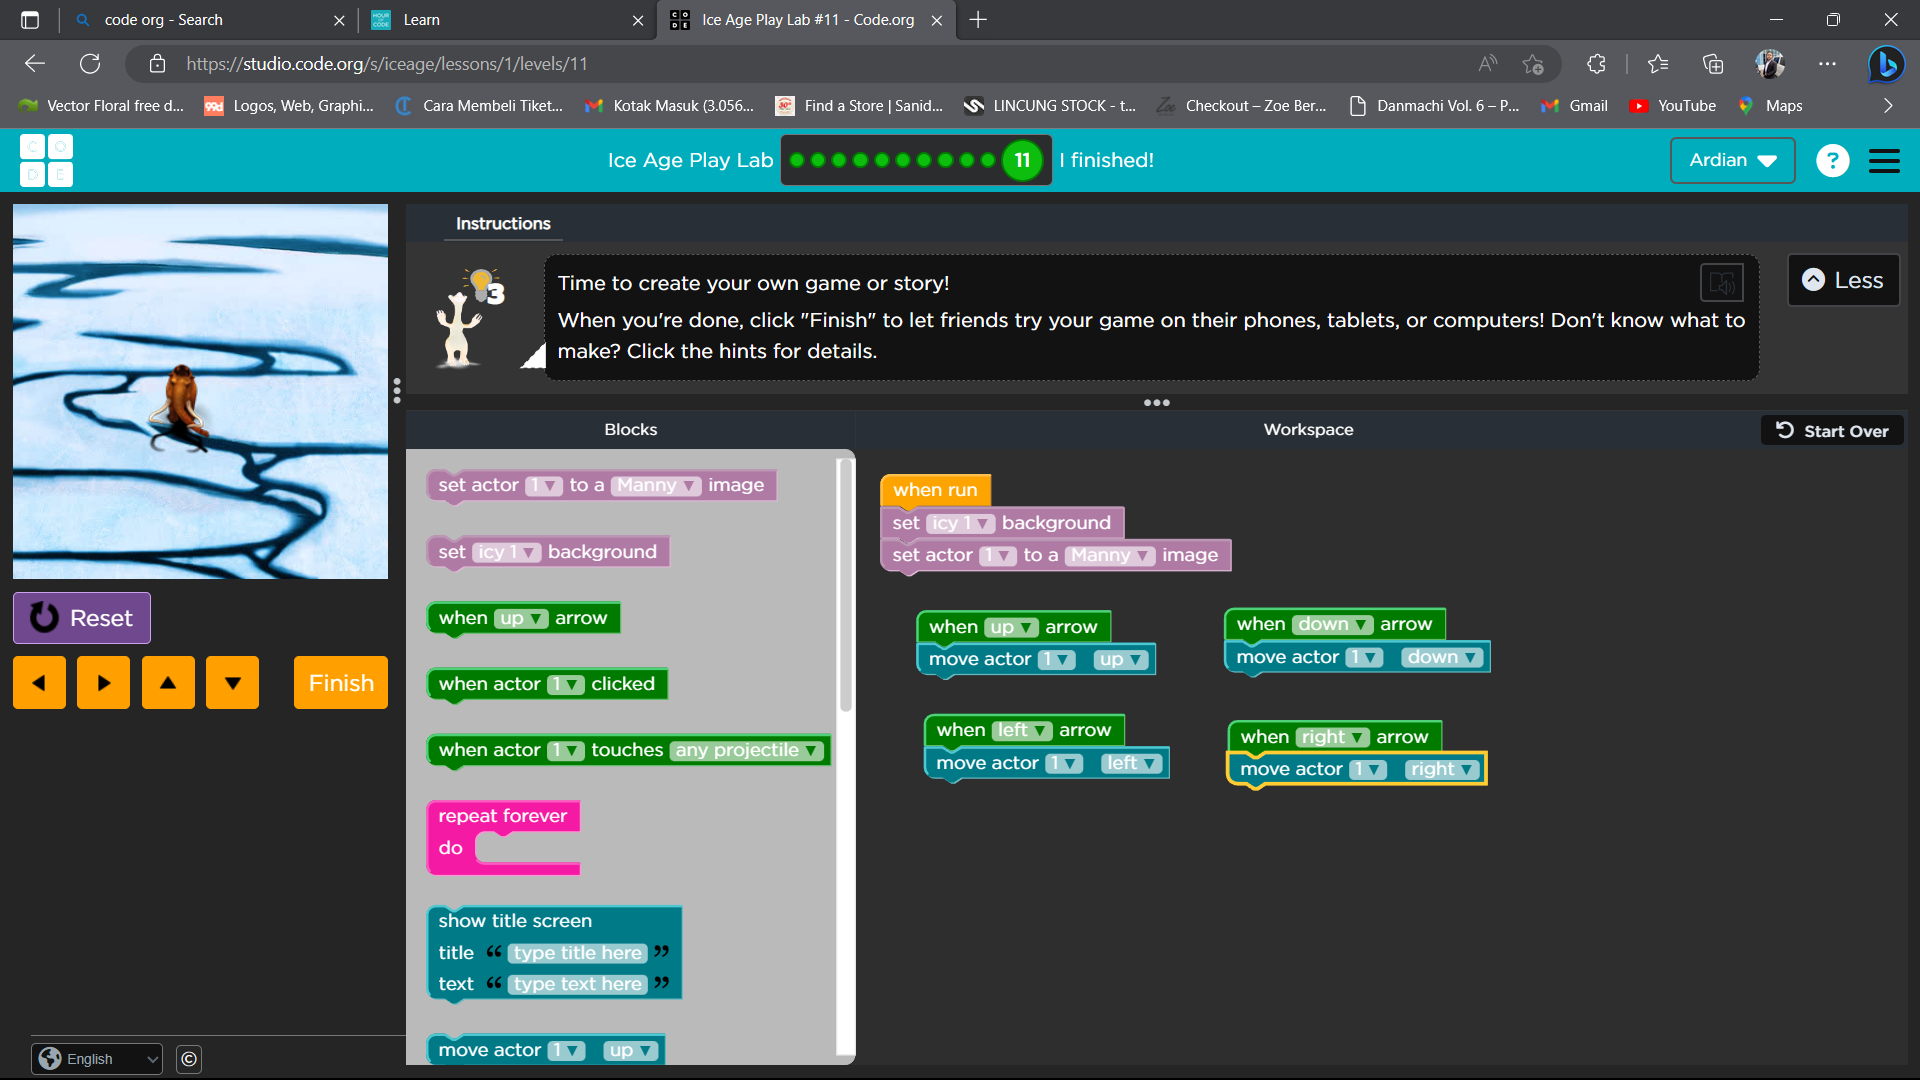 code org - Search
Learn
Ice Age Play Lab #11 - Code.org
https://studio.code.org/s/iceage/lessons/1/levels/11
Vector Floral free d...
Logos, Web, Graphi...
Cara Membeli Tiket...
Kotak Masuk (3.056...
Find a Store | Sanid...
LINCUNG STOCK - t...
Checkout – Zoe Ber...
Danmachi Vol. 6 – P...
Gmail
YouTube
Maps
C O
D E
Ice Age Play Lab
11
I finished!
Ardian
?
Instructions
3
Time to create your own game or story!
When you're done, click "Finish" to let friends try your game on their phones, tablets, or computers! Don't know what to
make? Click the hints for details.
Less
Blocks
Workspace
Start Over
Reset
Finish
set actor 1▼ to a Manny ▼ image
set icy 1 ▼ background
when up ▼ arrow
when actor 1▼ clicked
when actor 1▼ touches any projectile ▼
repeat forever
do
show title screen
title “ type title here ”
text “ type text here ”
move actor 1▼ up ▼
when run
set icy 1 ▼ background
set actor 1▼ to a Manny ▼ image
when up ▼ arrow
move actor 1▼ up ▼
when down ▼ arrow
move actor 1▼ down ▼
when left ▼ arrow
move actor 1▼ left ▼
when right ▼ arrow
move actor 1▼ right ▼
English
©